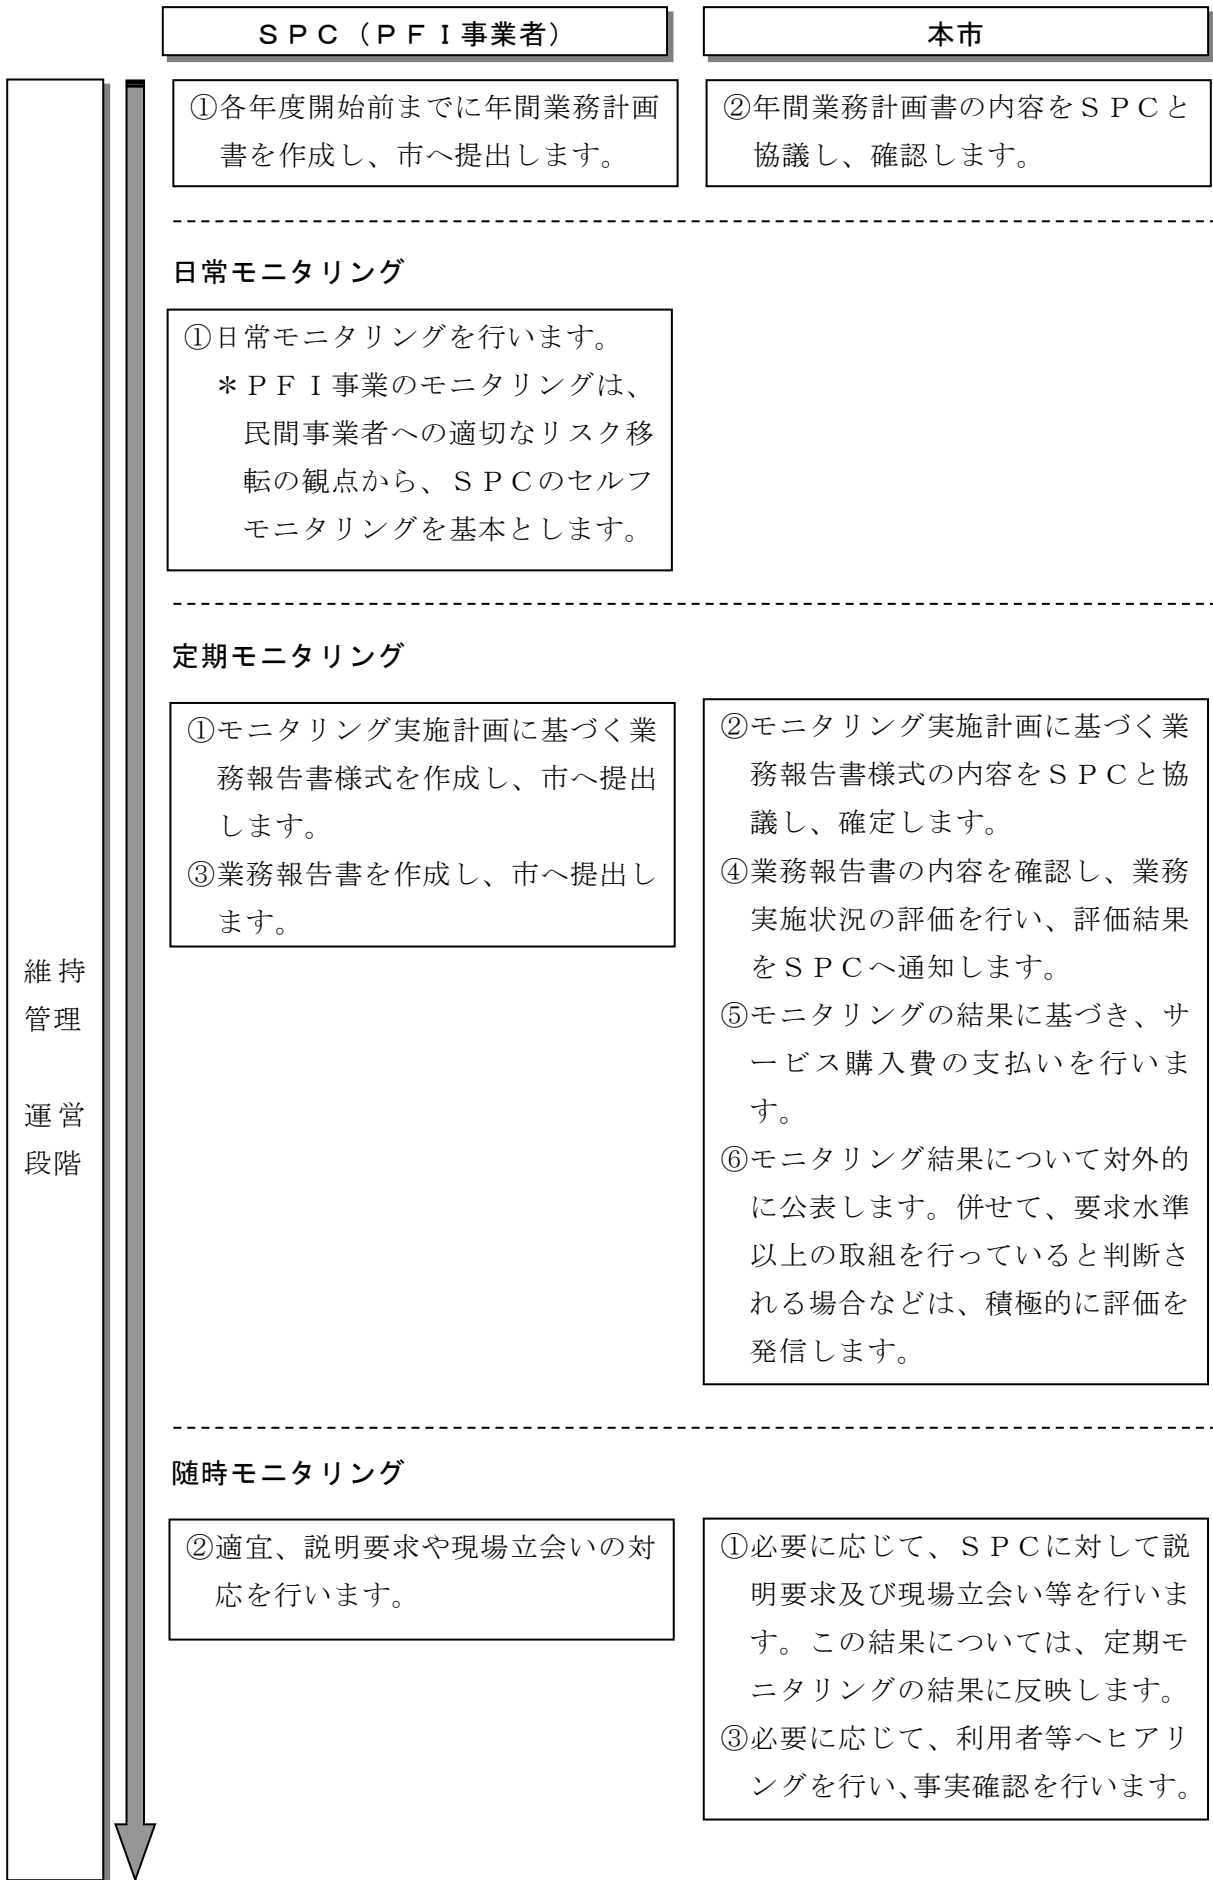 ＳＰＣ（ＰＦＩ事業者）
本市
①各年度開始前までに年間業務計画
書を作成し、市へ提出します。
②年間業務計画書の内容をＳＰＣと
協議し、確認します。
日常モニタリング
①日常モニタリングを行います。
＊ＰＦＩ事業のモニタリングは、
民間事業者への適切なリスク移
転の観点から、ＳＰＣのセルフ
モニタリングを基本とします。
定期モニタリング
①モニタリング実施計画に基づく業
務報告書様式を作成し、市へ提出
します。
③業務報告書を作成し、市へ提出し
ます。
②モニタリング実施計画に基づく業
務報告書様式の内容をＳＰＣと協
議し、確定します。
④業務報告書の内容を確認し、業務
実施状況の評価を行い、評価結果
をＳＰＣへ通知します。
⑤モニタリングの結果に基づき、サ
ービス購入費の支払いを行いま
す。
⑥モニタリング結果について対外的
に公表します。併せて、要求水準
以上の取組を行っていると判断さ
れる場合などは、積極的に評価を
発信します。
維持
管理
運営
段階
随時モニタリング
②適宜、説明要求や現場立会いの対
応を行います。
①必要に応じて、ＳＰＣに対して説
明要求及び現場立会い等を行いま
す。この結果については、定期モ
ニタリングの結果に反映します。
③必要に応じて、利用者等へヒアリ
ングを行い、事実確認を行います。